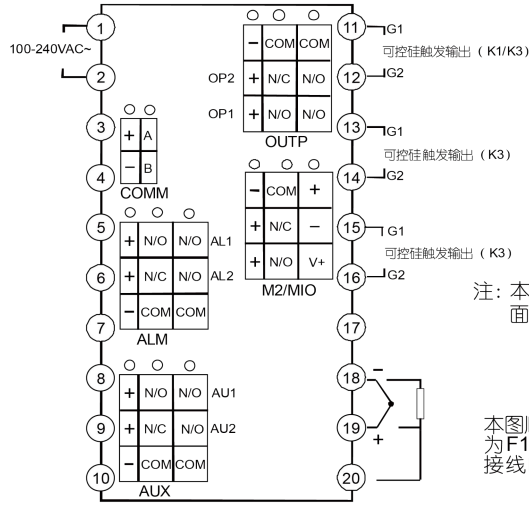 100-240VAC~
1
2
3
4
5
6
7
8
9
10
+ A
- B
COMM
+ N/O N/O AL1
+ N/C N/O AL2
- COM COM
ALM
+ N/O N/O AU1
+ N/C N/O AU2
- COM COM
AUX
- COM COM
OP2 + N/C N/O
OP1 + N/O N/O
OUTP
- COM +
+ N/C -
+ N/O V+
M2/MIO
11 G1
可控硅触发输出（K1/K3）
12 G2
13 G1
可控硅触发输出（K3）
14 G2
15 G1
可控硅触发输出（K3）
16 G2
17
18 -
19 +
20
注：本
面
本图
为F1
接线